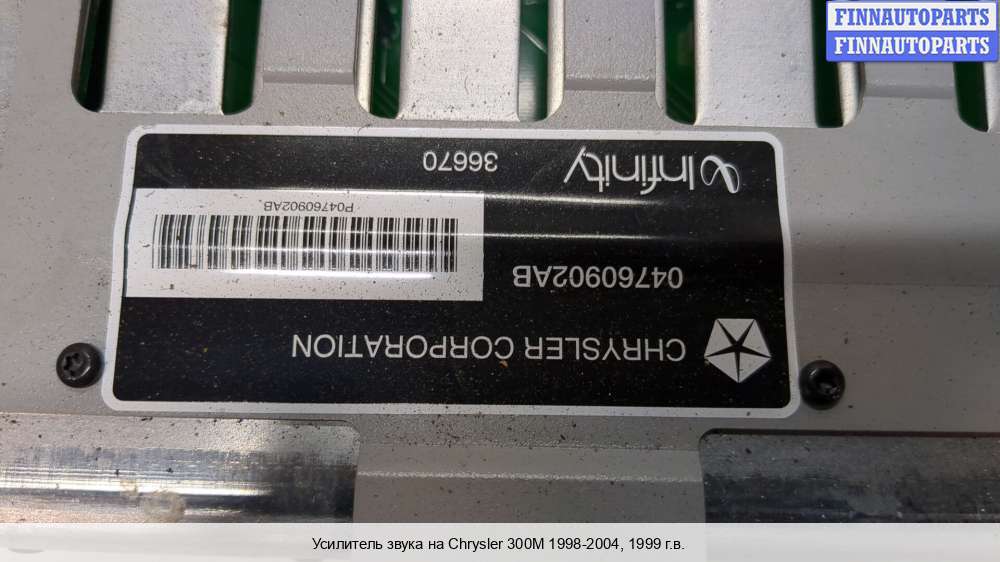 FINNAUTOPARTS
FINNAUTOPARTS
CHRYSLER CORPORATION
04760902AB
P04760902AB
Infinity 36670
Усилитель звука на Chrysler 300M 1998-2004, 1999 г.в.